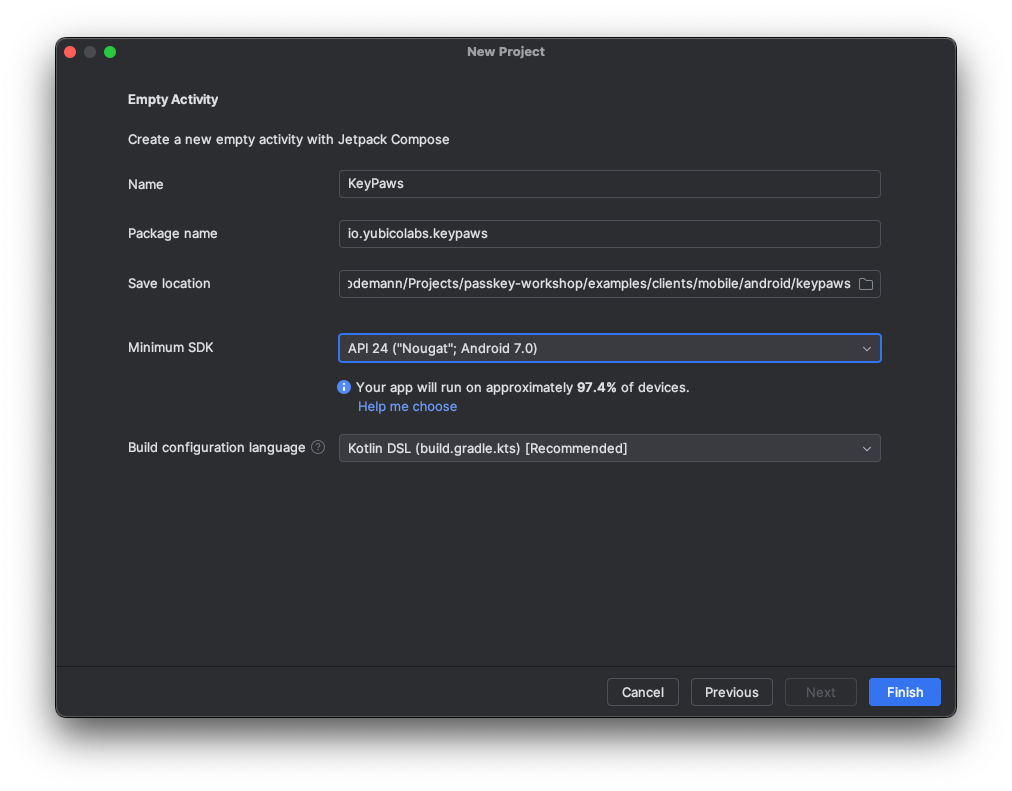 New Project
Empty Activity
Create a new empty activity with Jetpack Compose
Name KeyPaws
Package name io.yubicolabs.keypaws
Save location odemann/Projects/passkey-workshop/examples/clients/mobile/android/keypaws
Minimum SDK API 24 ("Nougat"; Android 7.0)
Your app will run on approximately 97.4% of devices.
Help me choose
Build configuration language ? Kotlin DSL (build.gradle.kts) [Recommended]
Cancel Previous Next Finish